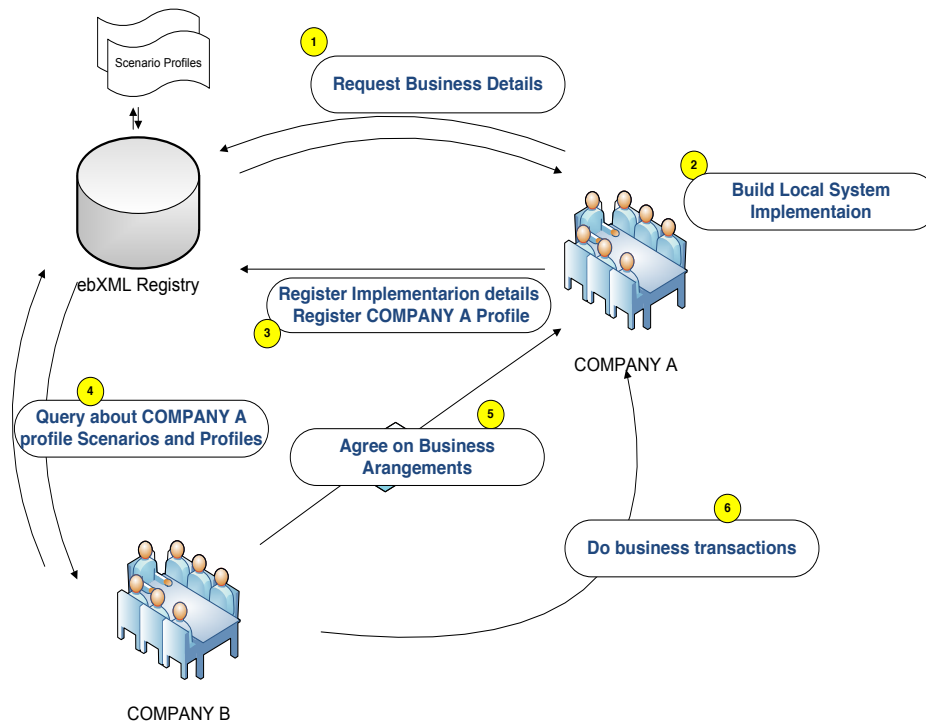 1
Scenario Profiles
Request Business Details
2
Build Local System
Implementaion
ebXML Registry
Register Implementarion details
Register COMPANY A Profile
3
COMPANY A
4
Query about COMPANY A
profile Scenarios and Profiles
5
Agree on Business
Arangements
6
Do business transactions
COMPANY B